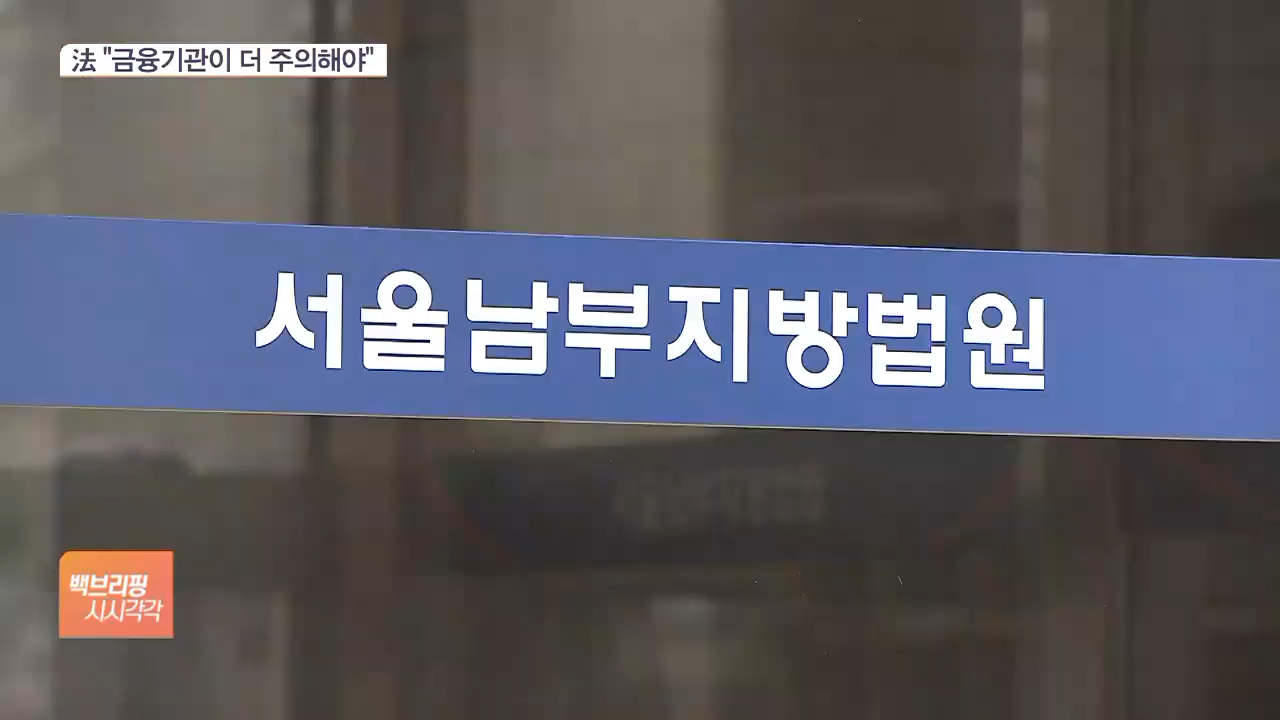 法 "금융기관이 더 주의해야"
서울남부지방법원
백브리핑
시시각각